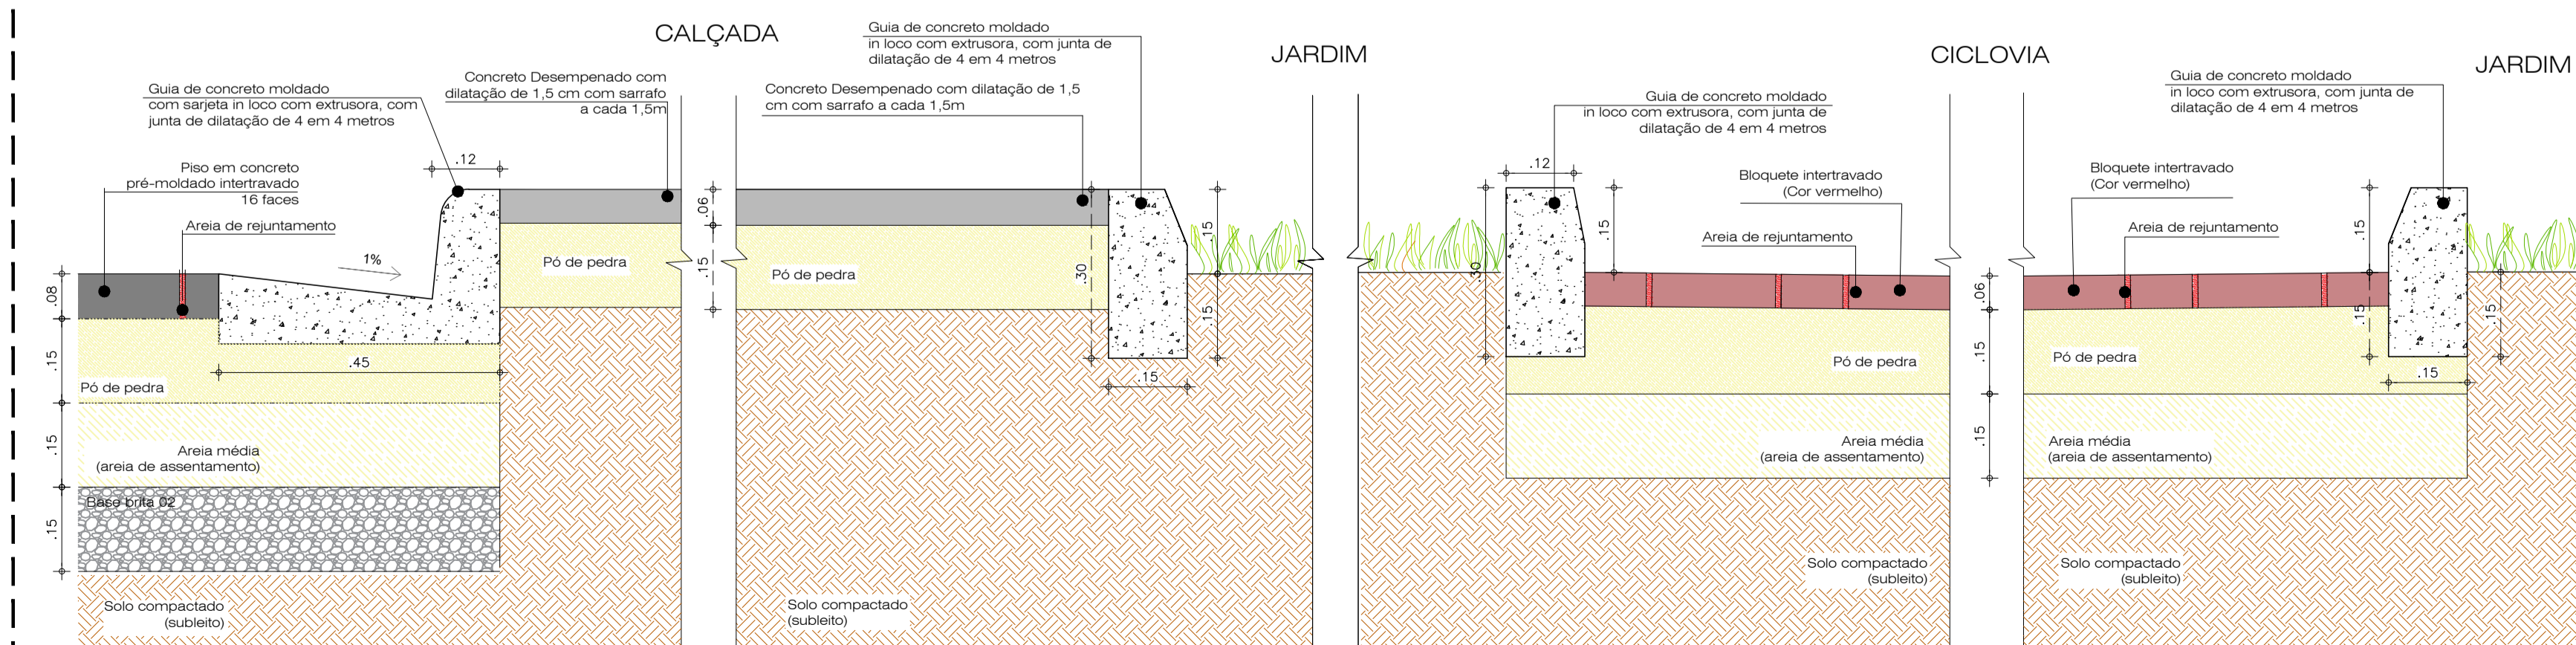 CALÇADA
JARDIM
CICLOVIA
JARDIM
Guia de concreto moldado
com sarjeta in loco com extrusora, com
junta de dilatação de 4 em 4 metros
Piso em concreto
pré-moldado intertravado
16 faces
Areia de rejuntamento
1%
.12
Concreto Desempenado com
dilatação de 1,5 cm com sarrafo
a cada 1,5m
.08
.15
.15
.15
.45
Pó de pedra
Areia média
(areia de assentamento)
Base brita 02
Solo compactado
(subleito)
Pó de pedra
.06
.15
Guia de concreto moldado
in loco com extrusora, com junta de
dilatação de 4 em 4 metros
Concreto Desempenado com dilatação de 1,5
cm com sarrafo a cada 1,5m
Pó de pedra
.30
.15
.15
.15
Solo compactado
(subleito)
Guia de concreto moldado
in loco com extrusora, com junta de
dilatação de 4 em 4 metros
.12
.30
.15
Bloquete intertravado
(Cor vermelho)
Areia de rejuntamento
Pó de pedra
Areia média
(areia de assentamento)
Solo compactado
(subleito)
.06
.15
.15
Guia de concreto moldado
in loco com extrusora, com junta de
dilatação de 4 em 4 metros
Bloquete intertravado
(Cor vermelho)
Areia de rejuntamento
.15
.15
.15
.15
Pó de pedra
Areia média
(areia de assentamento)
Solo compactado
(subleito)